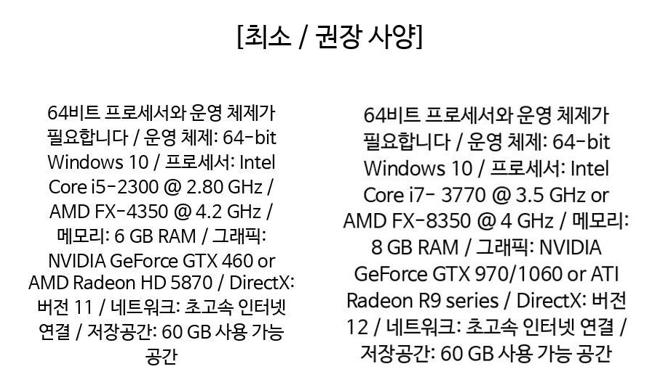 [최소 / 권장 사양]
64비트 프로세서와 운영 체제가
필요합니다 / 운영 체제: 64-bit
Windows 10 / 프로세서: Intel
Core i5-2300 @ 2.80 GHz /
AMD FX-4350 @ 4.2 GHz /
메모리: 6 GB RAM / 그래픽:
NVIDIA GeForce GTX 460 or
AMD Radeon HD 5870 / DirectX:
버전 11 / 네트워크: 초고속 인터넷
연결 / 저장공간: 60 GB 사용 가능
공간
64비트 프로세서와 운영 체제가
필요합니다 / 운영 체제: 64-bit
Windows 10 / 프로세서: Intel
Core i7- 3770 @ 3.5 GHz or
AMD FX-8350 @ 4 GHz / 메모리:
8 GB RAM / 그래픽: NVIDIA
GeForce GTX 970/1060 or ATI
Radeon R9 series / DirectX: 버전
12 / 네트워크: 초고속 인터넷 연결 /
저장공간: 60 GB 사용 가능 공간